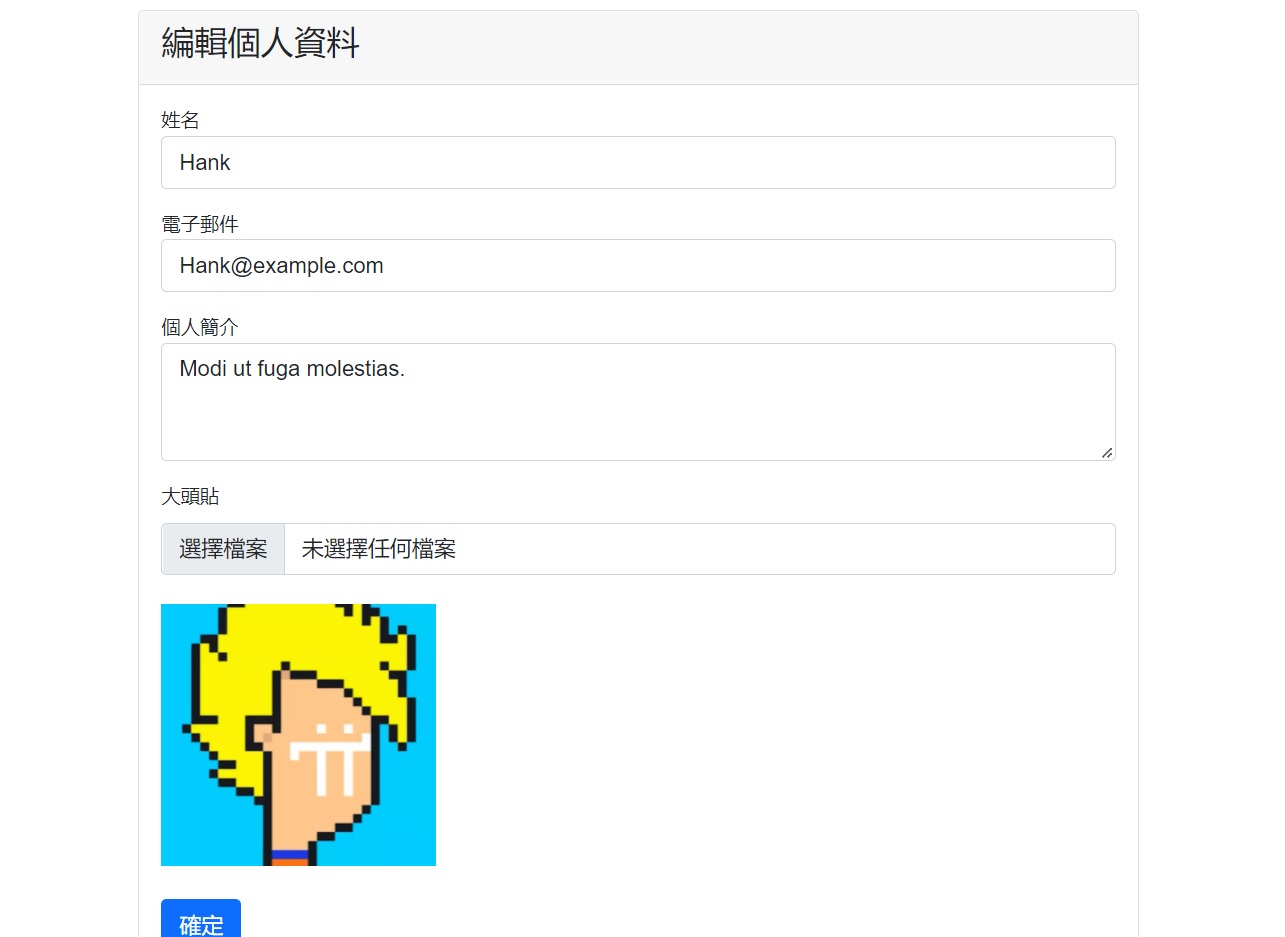 編輯個人資料
姓名
Hank
電子郵件
Hank@example.com
個人簡介
Modi ut fuga molestias.
大頭貼
選擇檔案 未選擇任何檔案
確定